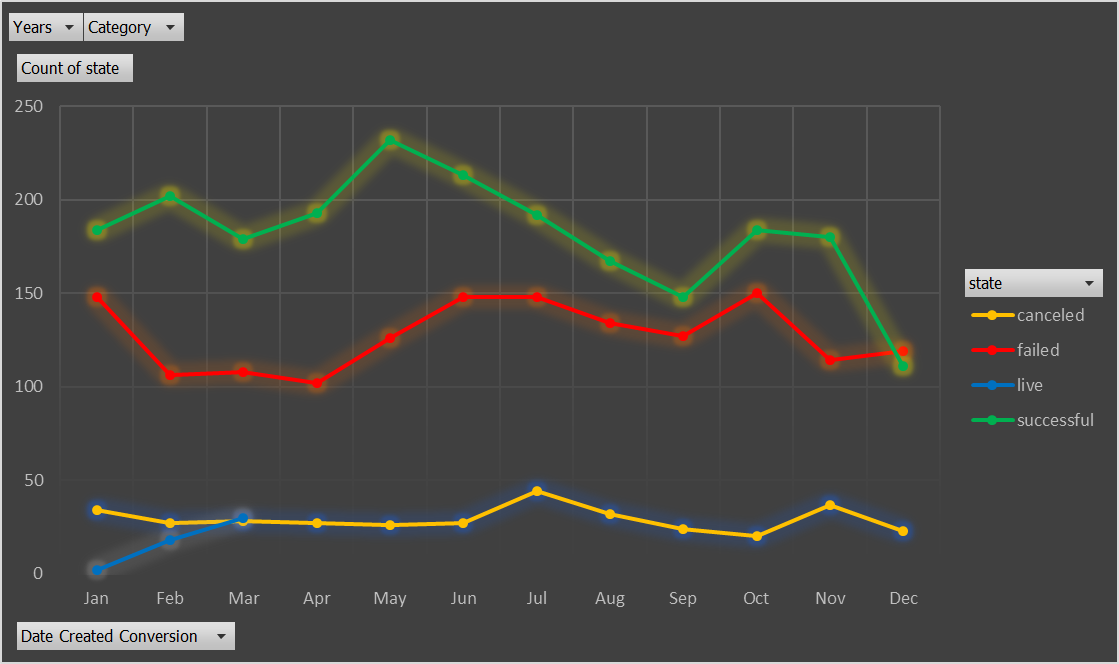 Years Category
Count of state
250
200
150
100
50
0
Jan Feb Mar Apr May Jun Jul Aug Sep Oct Nov Dec
state
canceled
failed
live
successful
Date Created Conversion